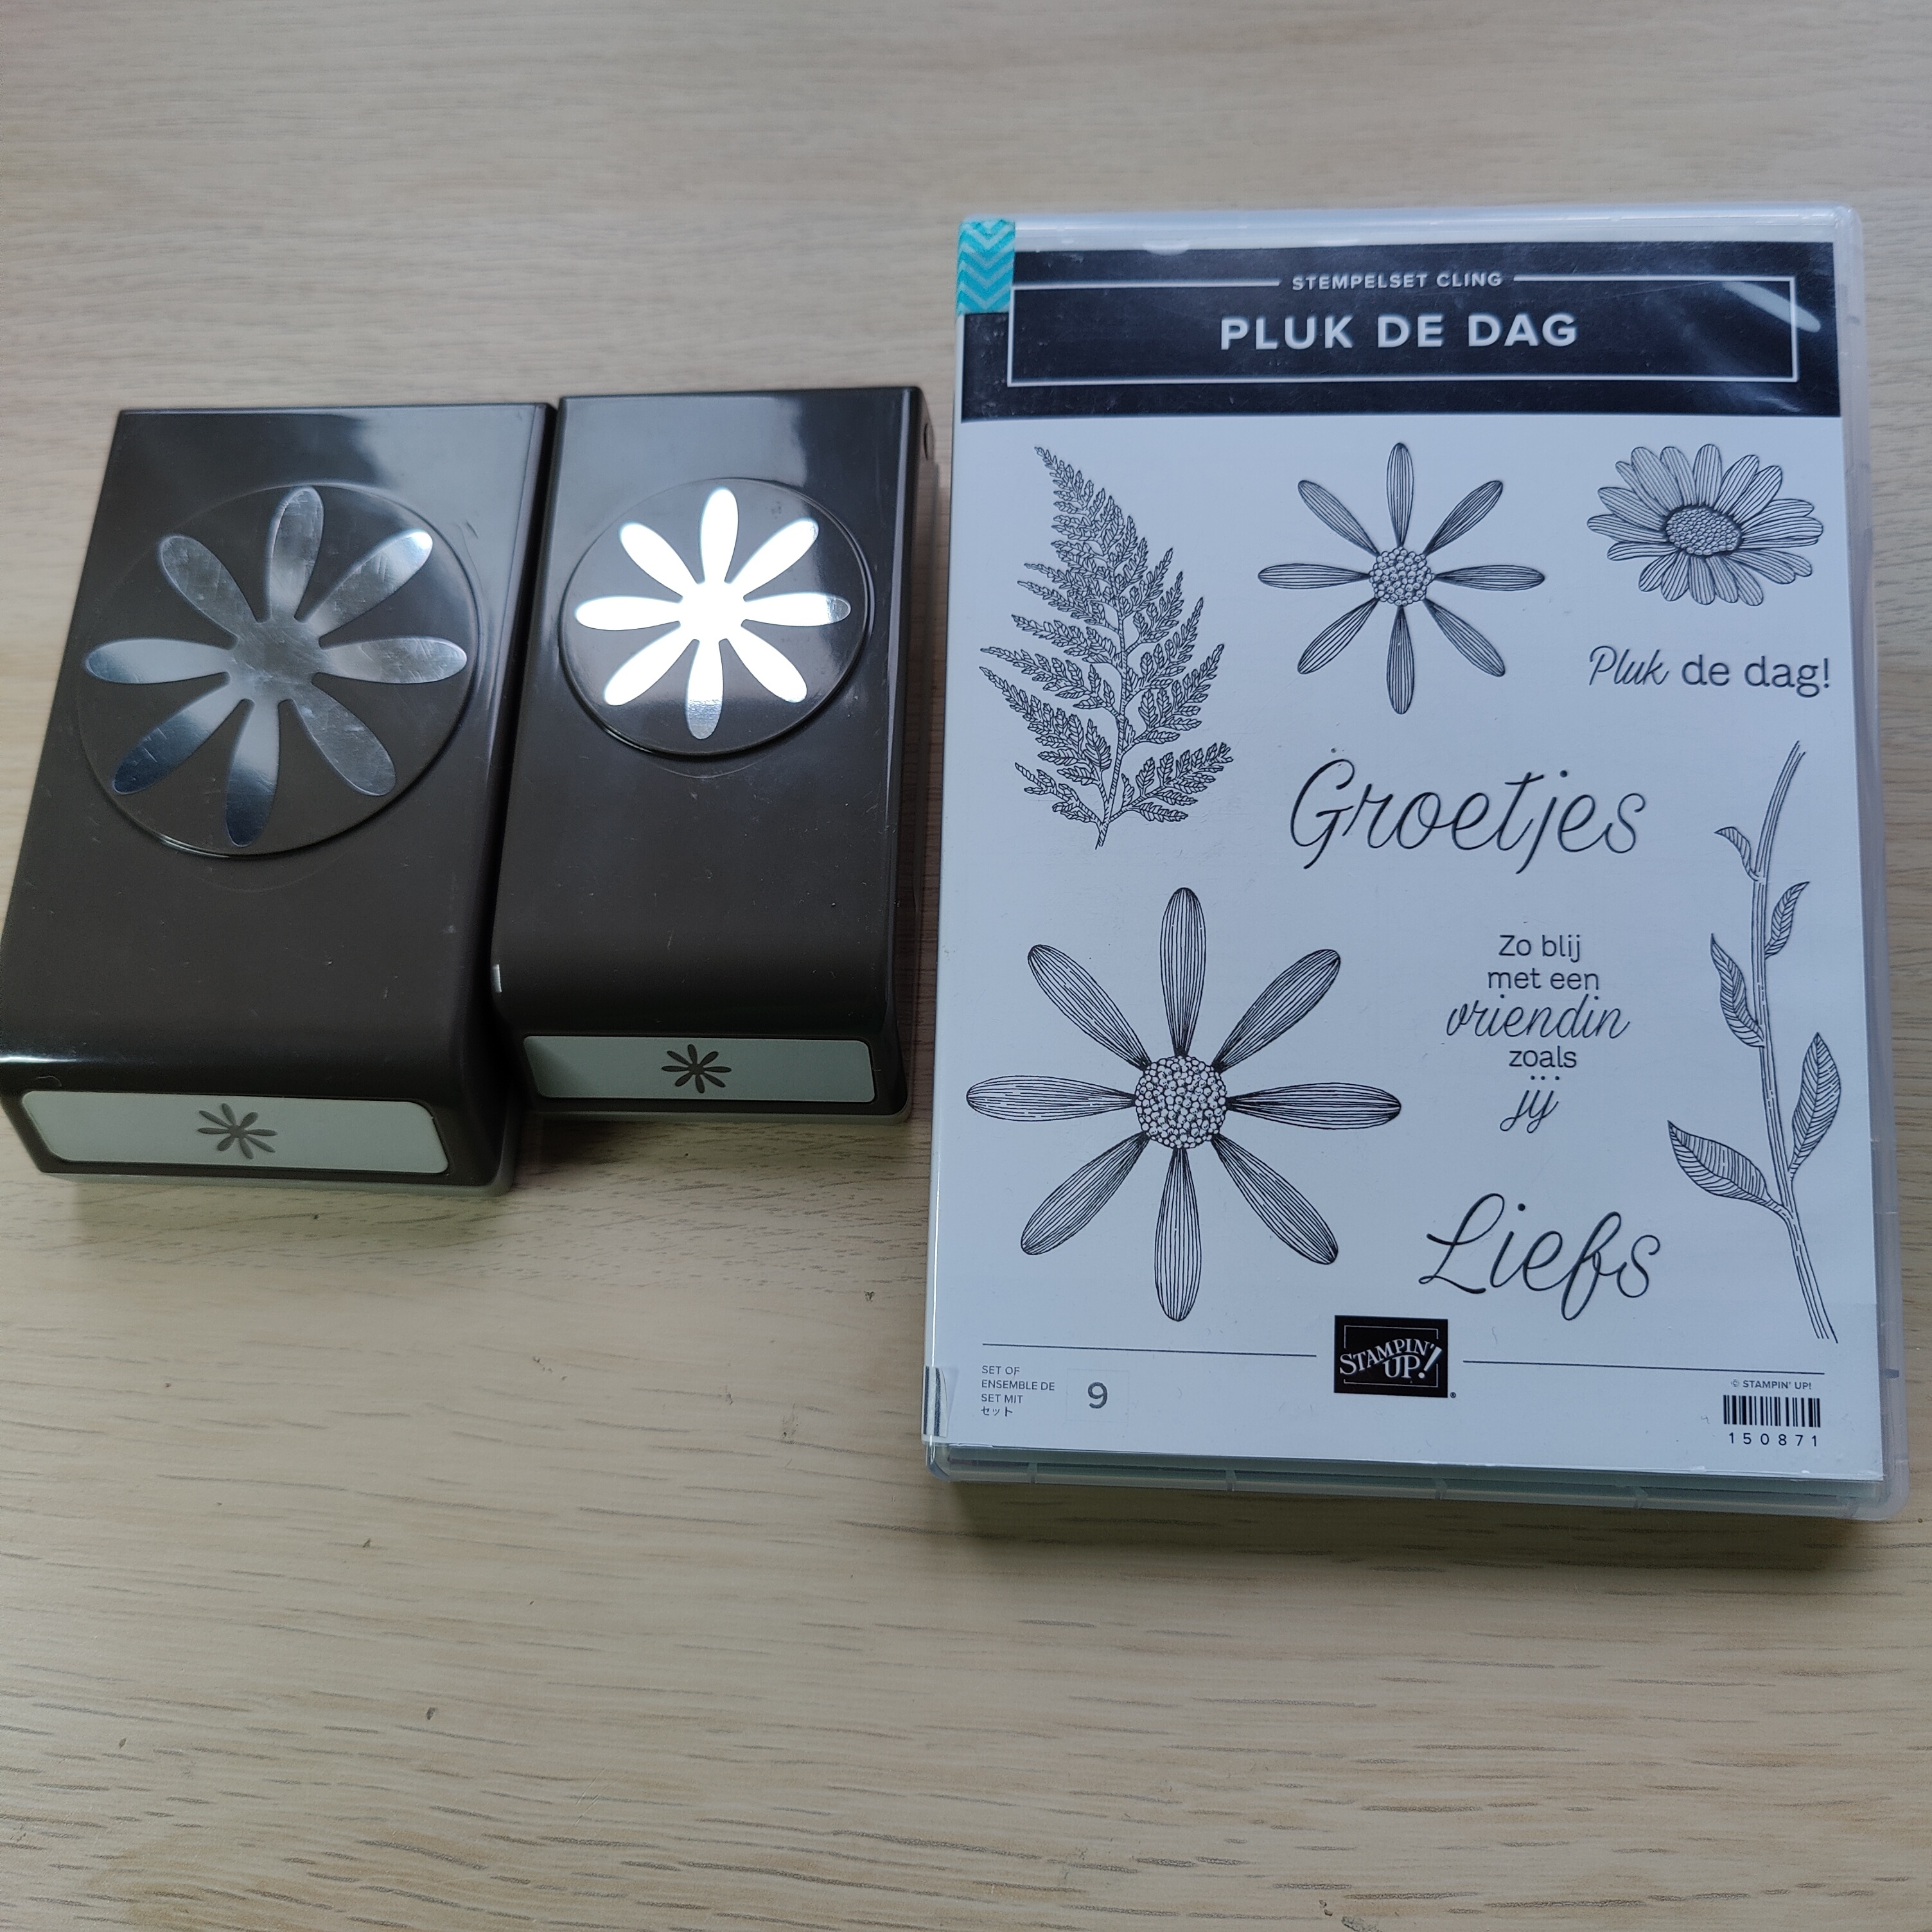 STEMPELSET CLING
PLUK DE DAG
Pluk de dag!
Groetjes
Zo blij
met een
vriendin
zoals
jij
Liefs
SET OF
ENSEMBLE DE
SET MIT
セット
9
STAMPIN'
UP!®
© STAMPIN' UP!
150871